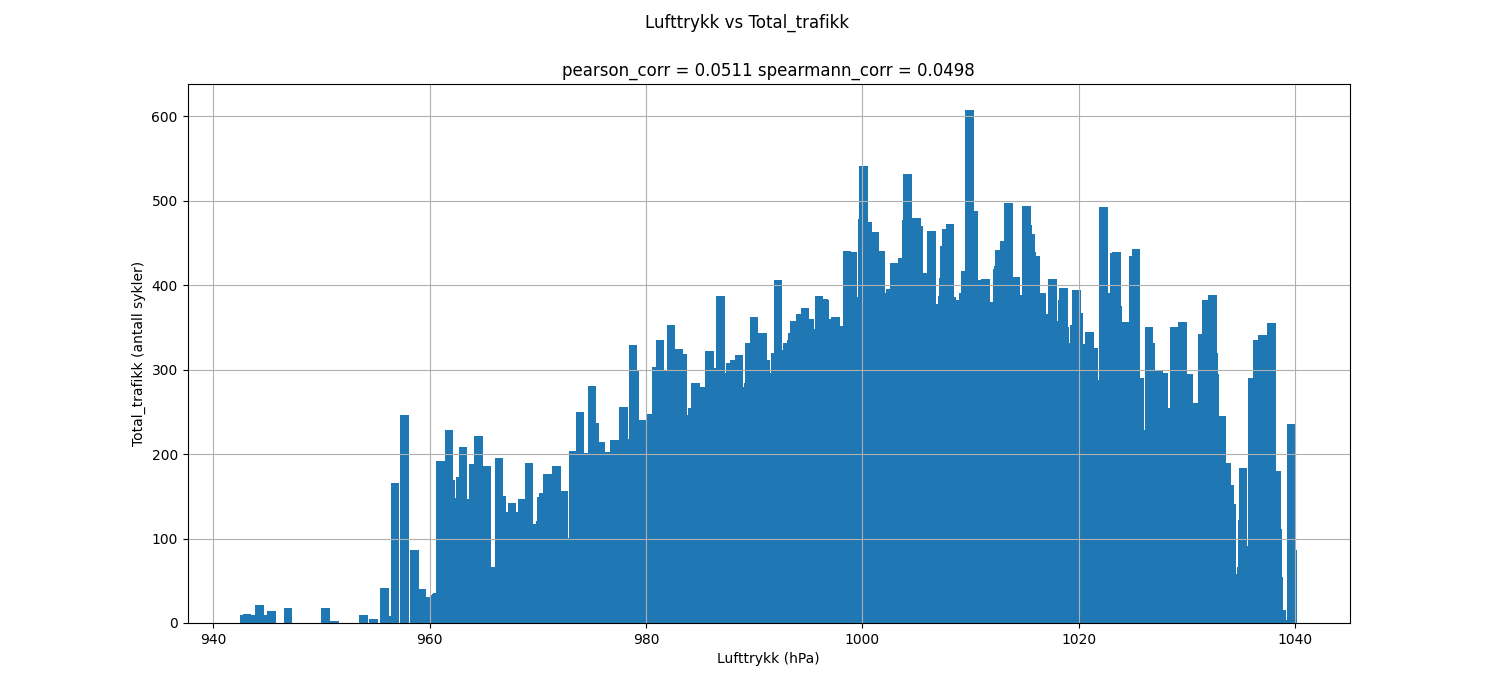 Lufttrykk vs Total_trafikk
pearson_corr = 0.0511 spearmann_corr = 0.0498
600
500
400
300
200
100
0
Total_trafikk (antall sykler)
940 960 980 1000 1020 1040
Lufttrykk (hPa)